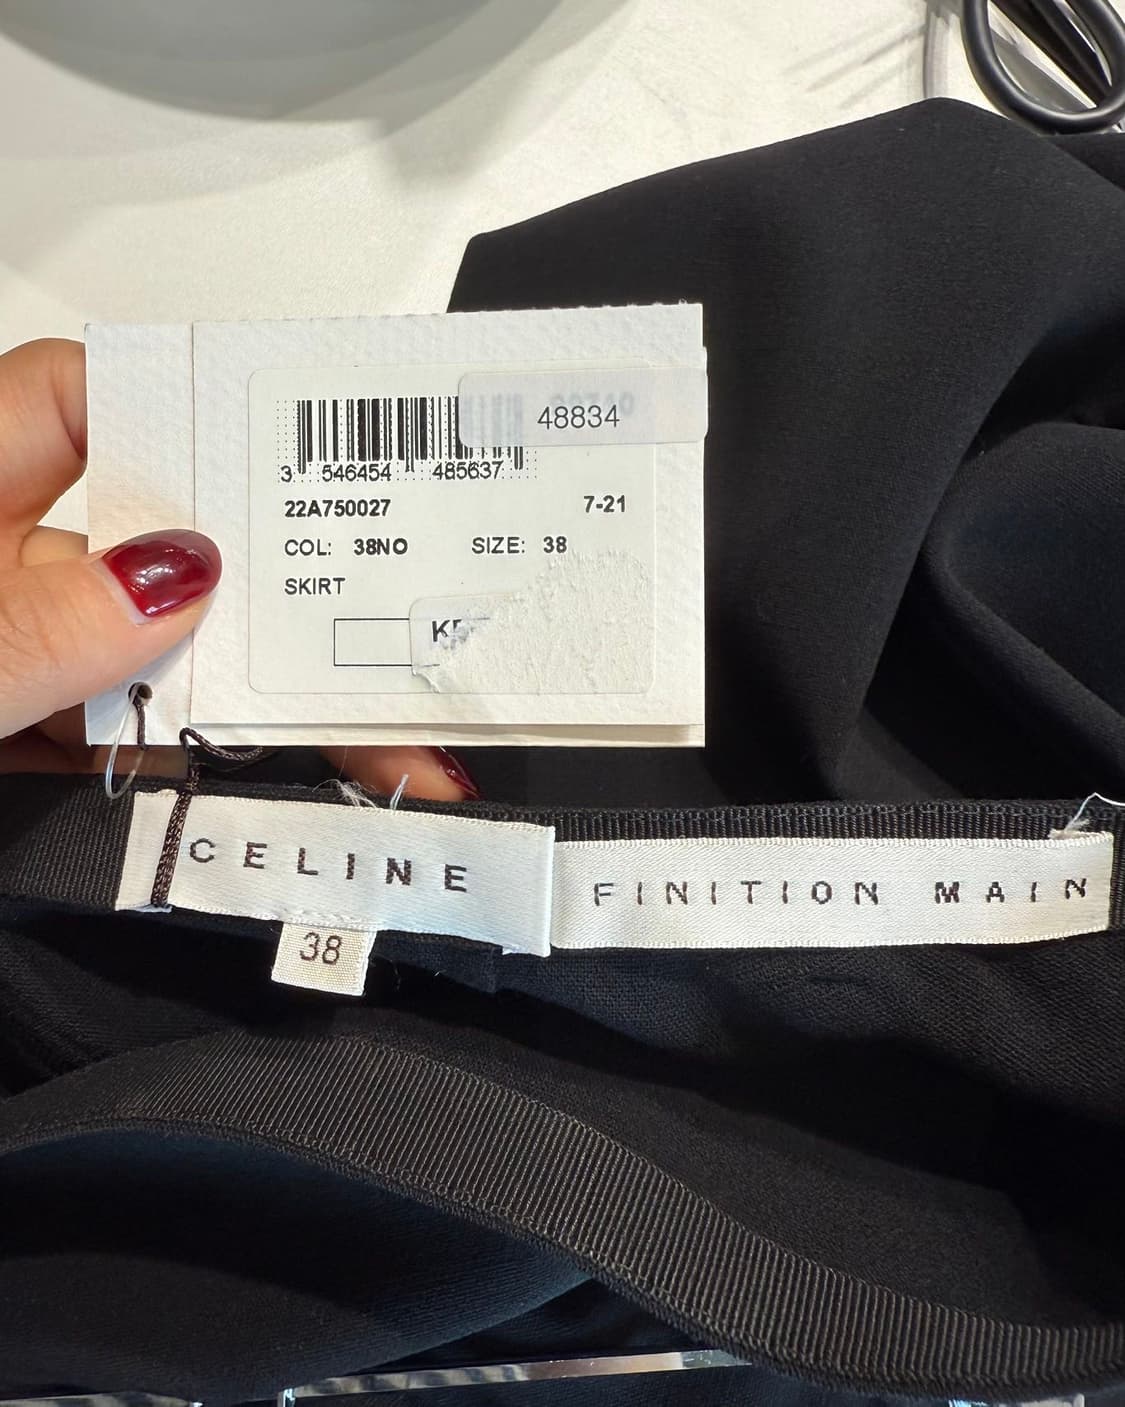 48834
3 546454 485637
22A750027 7-21
COL: 38NO SIZE: 38
SKIRT
CELINE
FINITION MAIN
38